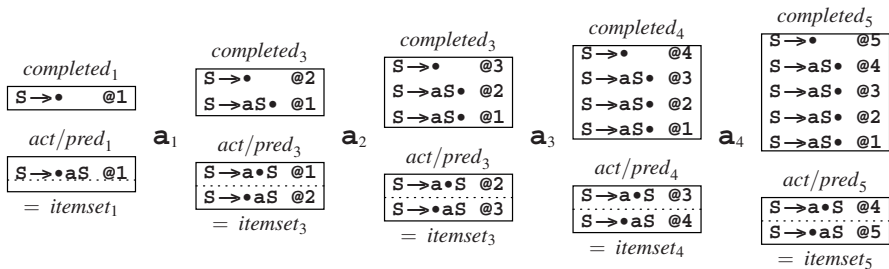 completed₁
S→• @1
act/pred₁
S→•aS @1
= itemset₁
a₁
completed₃
S→• @2
S→aS• @1
act/pred₃
S→a•S @1
S→•aS @2
= itemset₃
a₂
completed₃
S→• @3
S→aS• @2
S→aS• @1
act/pred₃
S→a•S @2
S→•aS @3
= itemset₃
a₃
completed₄
S→• @4
S→aS• @3
S→aS• @2
S→aS• @1
act/pred₄
S→a•S @3
S→•aS @4
= itemset₄
a₄
completed₅
S→• @5
S→aS• @4
S→aS• @3
S→aS• @2
S→aS• @1
act/pred₅
S→a•S @4
S→•aS @5
= itemset₅